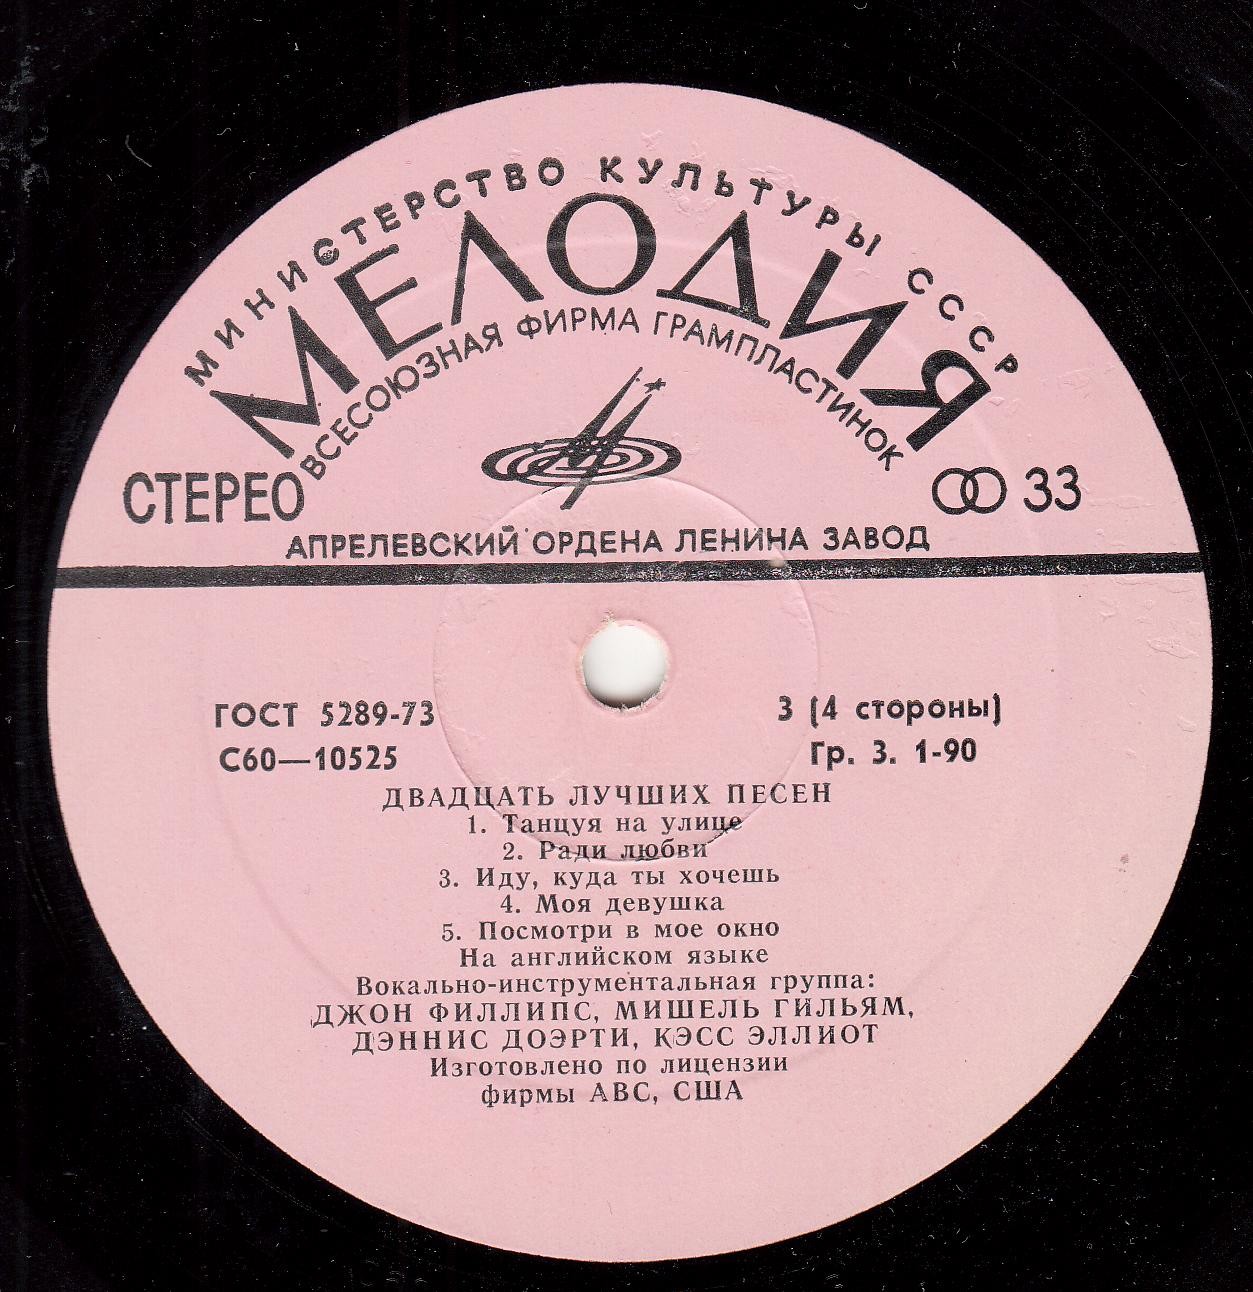 МИНИСТЕРСТВО КУЛЬТУРЫ СССР
МЕЛОДИЯ
ВСЕСОЮЗНАЯ ФИРМА ГРАМПЛАСТИНОК
СТЕРЕО
33
АПРЕЛЕВСКИЙ ОРДЕНА ЛЕНИНА ЗАВОД
ГОСТ 5289-73
3 (4 стороны)
С60—10525
Гр. 3. 1-90
ДВАДЦАТЬ ЛУЧШИХ ПЕСЕН
1. Танцуя на улице
2. Ради любви
3. Иду, куда ты хочешь
4. Моя девушка
5. Посмотри в мое окно
На английском языке
Вокально-инструментальная группа:
ДЖОН ФИЛЛИПС, МИШЕЛЬ ГИЛЬЯМ,
ДЭННИС ДОЭРТИ, КЭСС ЭЛЛИОТ
Изготовлено по лицензии
фирмы ABC, США